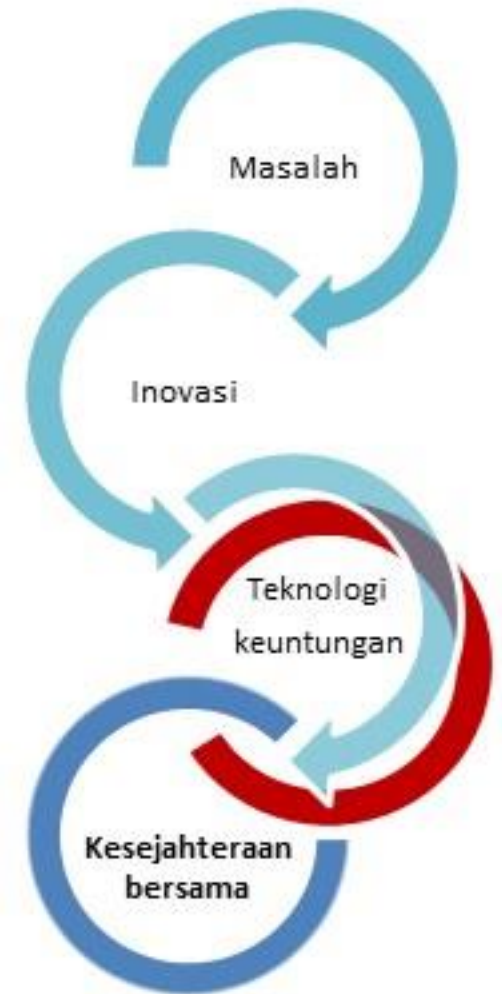 Masalah
Inovasi
Teknologi
keuntungan
Kesejahteraan
bersama